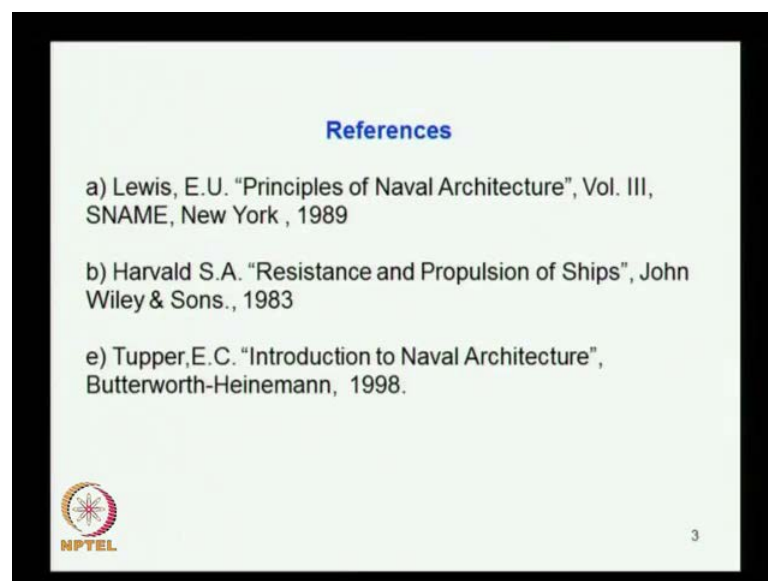 References
a) Lewis, E.U. “Principles of Naval Architecture”, Vol. III,
SNAME, New York , 1989
b) Harvald S.A. “Resistance and Propulsion of Ships”, John
Wiley & Sons., 1983
e) Tupper,E.C. “Introduction to Naval Architecture”,
Butterworth-Heinemann, 1998.
NPTEL
3